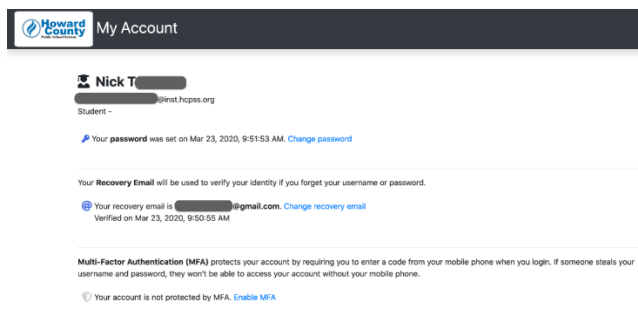 Howard
County
Public School System
My Account
Nick T
@inst.hcpss.org
Student -
Your password was set on Mar 23, 2020, 9:51:53 AM. Change password
Your Recovery Email will be used to verify your identity if you forget your username or password.
Your recovery email is @gmail.com. Change recovery email
Verified on Mar 23, 2020, 9:50:55 AM
Multi-Factor Authentication (MFA) protects your account by requiring you to enter a code from your mobile phone when you login. If someone steals your
username and password, they won't be able to access your account without your mobile phone.
Your account is not protected by MFA. Enable MFA